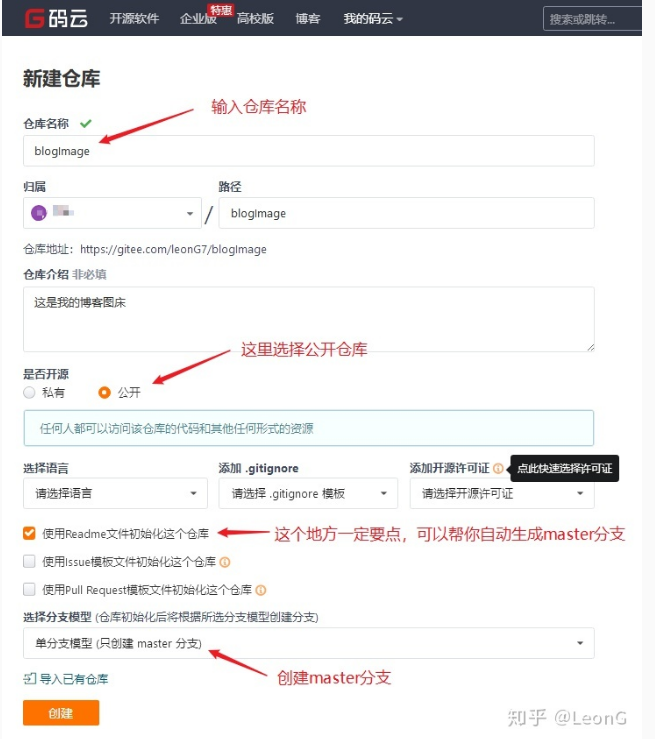 G码云 开源软件 企业版 特惠 高校版 博客 我的码云 搜索或跳转...
新建仓库
输入仓库名称
仓库名称
blogImage
归属 路径
/ blogImage
仓库地址：https://gitee.com/leonG7/blogImage
仓库介绍 非必填
这是我的博客图床
这里选择公开仓库
是否开源
私有 公开
任何人都可以访问该仓库的代码和其他任何形式的资源
选择语言 添加 .gitignore 添加开源许可证 点此快速选择许可证
请选择语言 请选择 .gitignore 模板 请选择开源许可证
使用Readme文件初始化这个仓库 这个地方一定要点，可以帮你自动生成master分支
使用Issue模板文件初始化这个仓库
使用Pull Request模板文件初始化这个仓库
选择分支模型 (仓库初始化后将根据所选分支模型创建分支)
单分支模型 (只创建 master 分支)
导入已有仓库 创建master分支
创建
知乎 @LeonG